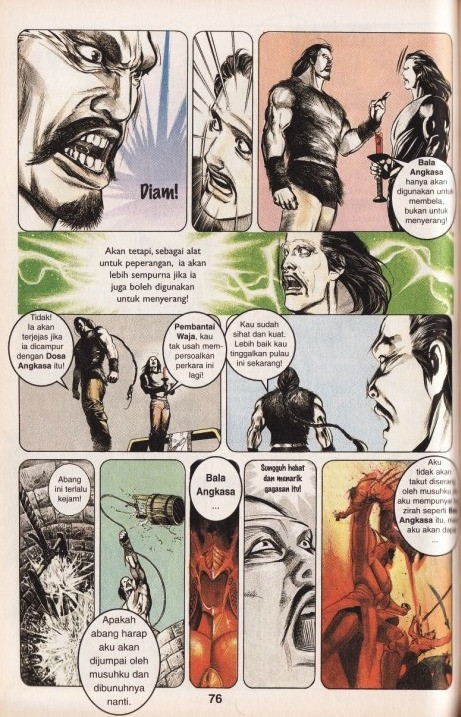 Diam!
Bala
Angkasa
hanya akan
digunakan untuk
membela,
bukan untuk
menyerang!
Akan tetapi, sebagai alat
untuk peperangan, ia akan
lebih sempurna jika ia
juga boleh digunakan
untuk menyerang!
Tidak!
Ia akan
terjejas jika
ia dicampur
dengan Dosa
Angkasa itu!
Pembantai
Waja, kau
tak usah mem-
persoalkan
perkara ini
lagi!
Kau sudah
sihat dan kuat.
Lebih baik kau
tinggalkan pulau
ini sekarang!
Abang
ini terlalu
kejam!
Apakah
abang harap
aku akan
dijumpai oleh
musuhku dan
dibunuhnya
nanti.
Bala
Angkasa
...
Sungguh hebat
dan menarik
gagasan itu!
Aku
tidak akan
takut diserang
oleh musuhku
aku mempunyai
zirah seperti
Angkasa itu,
aku akan
...
76